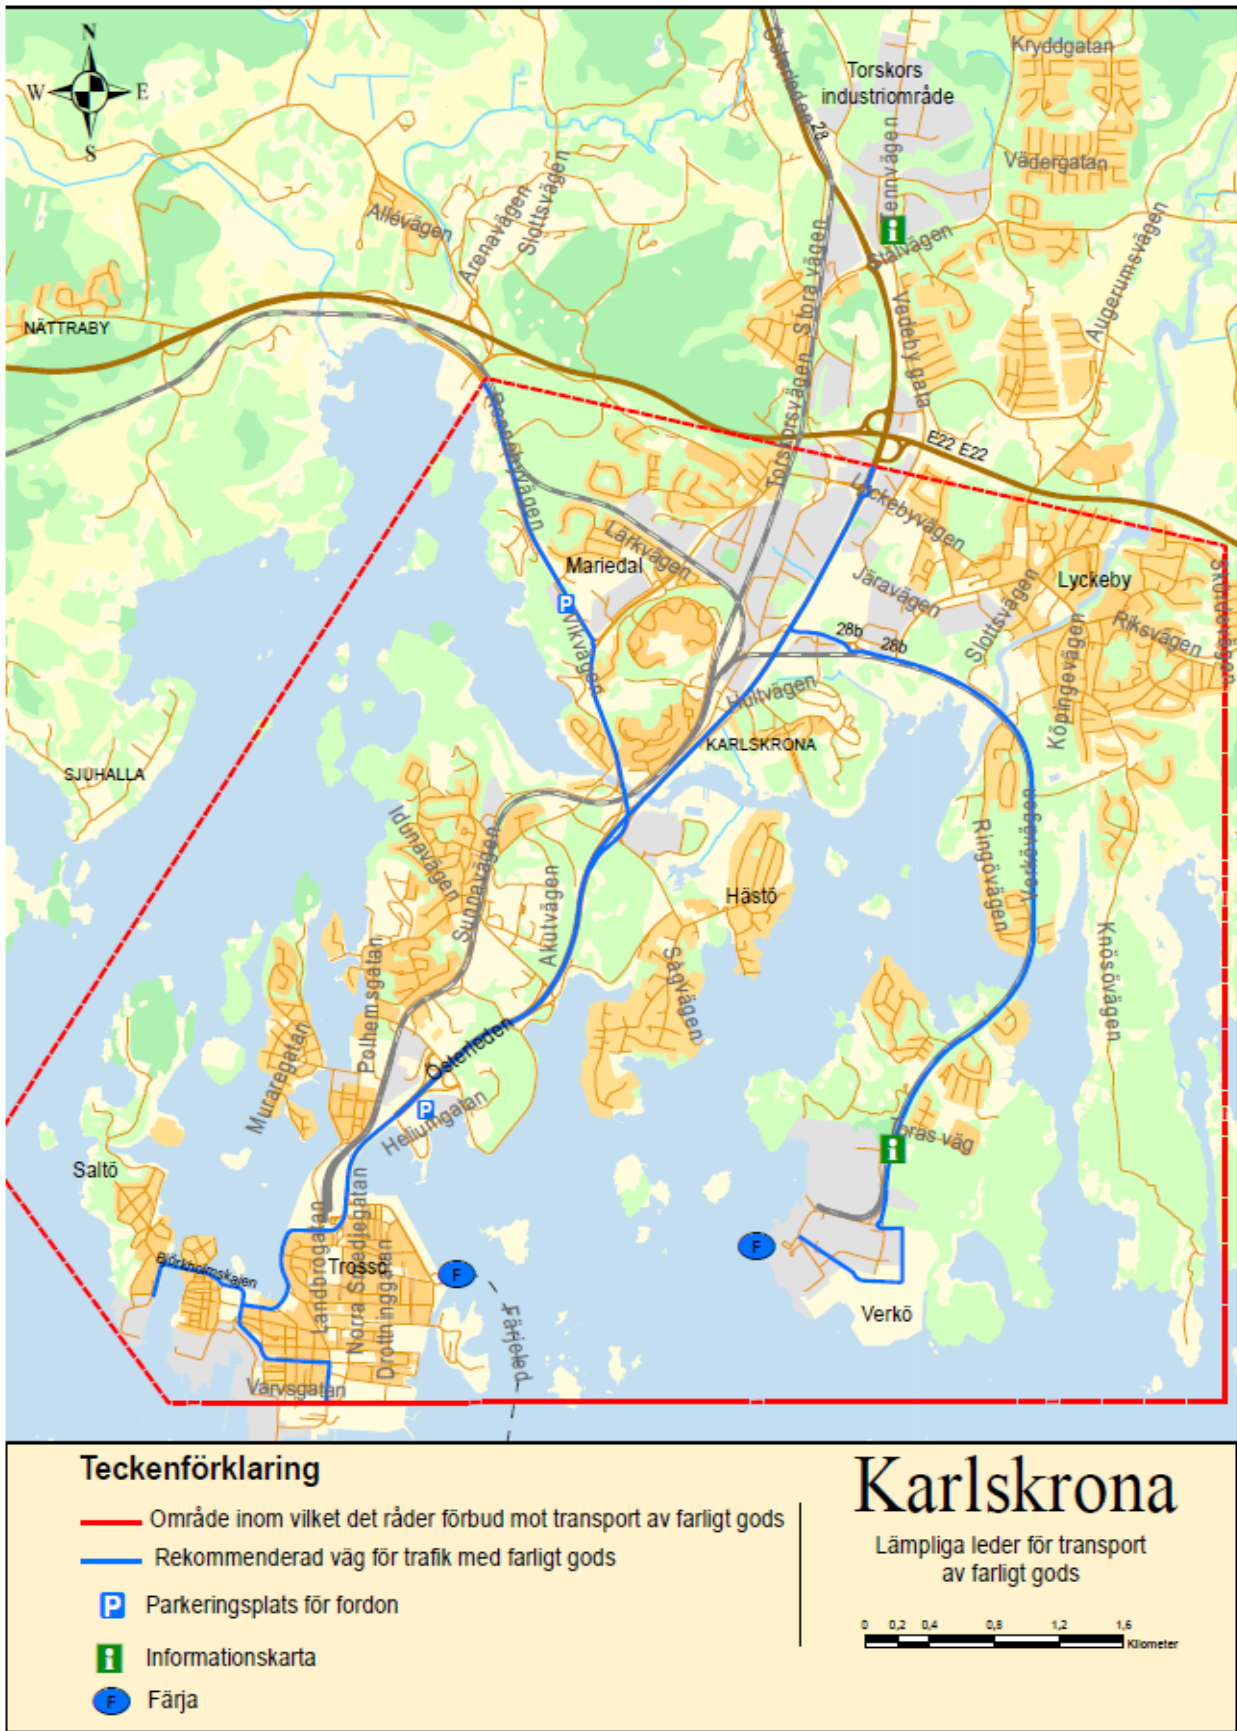 N
W E
S
Österleden
28
Torskors
industriområde
Kryddgatan
Vädergatan
Tennvägen
Stålvägen
Allévägen
Arenavägen
Slottsvägen
Augerumsvägen
NÄTTRABY
Stora vägen
Vedeby gata
Torskorsvägen
E22 E22
Ronnebyvägen
Lyckebyvägen
Lärkvägen
Mariedal
Järavägen
Lyckeby
Slottsvägen
Riksvägen
P
Vikvägen
28b
28b
Köpingevägen
Hultvägen
KARLSKRONA
SJUHALLA
Idunavägen
Sunnavägen
Akutvägen
Hästö
Ringövägen
Verkövägen
Knösövägen
Polhemsgatan
Sågvägen
Muraregatan
Österleden
P
Heliumgatan
Toras väg
Saltö
Landbrogatan
Norra Smedjegatan
Björkholmskajen
Trossö
Drottninggatan
F
F
Färjeled
Verkö
Varvsgatan
Teckenförklaring
Område inom vilket det råder förbud mot transport av farligt gods
Rekommenderad väg för trafik med farligt gods
P Parkeringsplats för fordon
i Informationskarta
F Färja
Karlskrona
Lämpliga leder för transport
av farligt gods
0 0,2 0,4 0,8 1,2 1,6
Kilometer